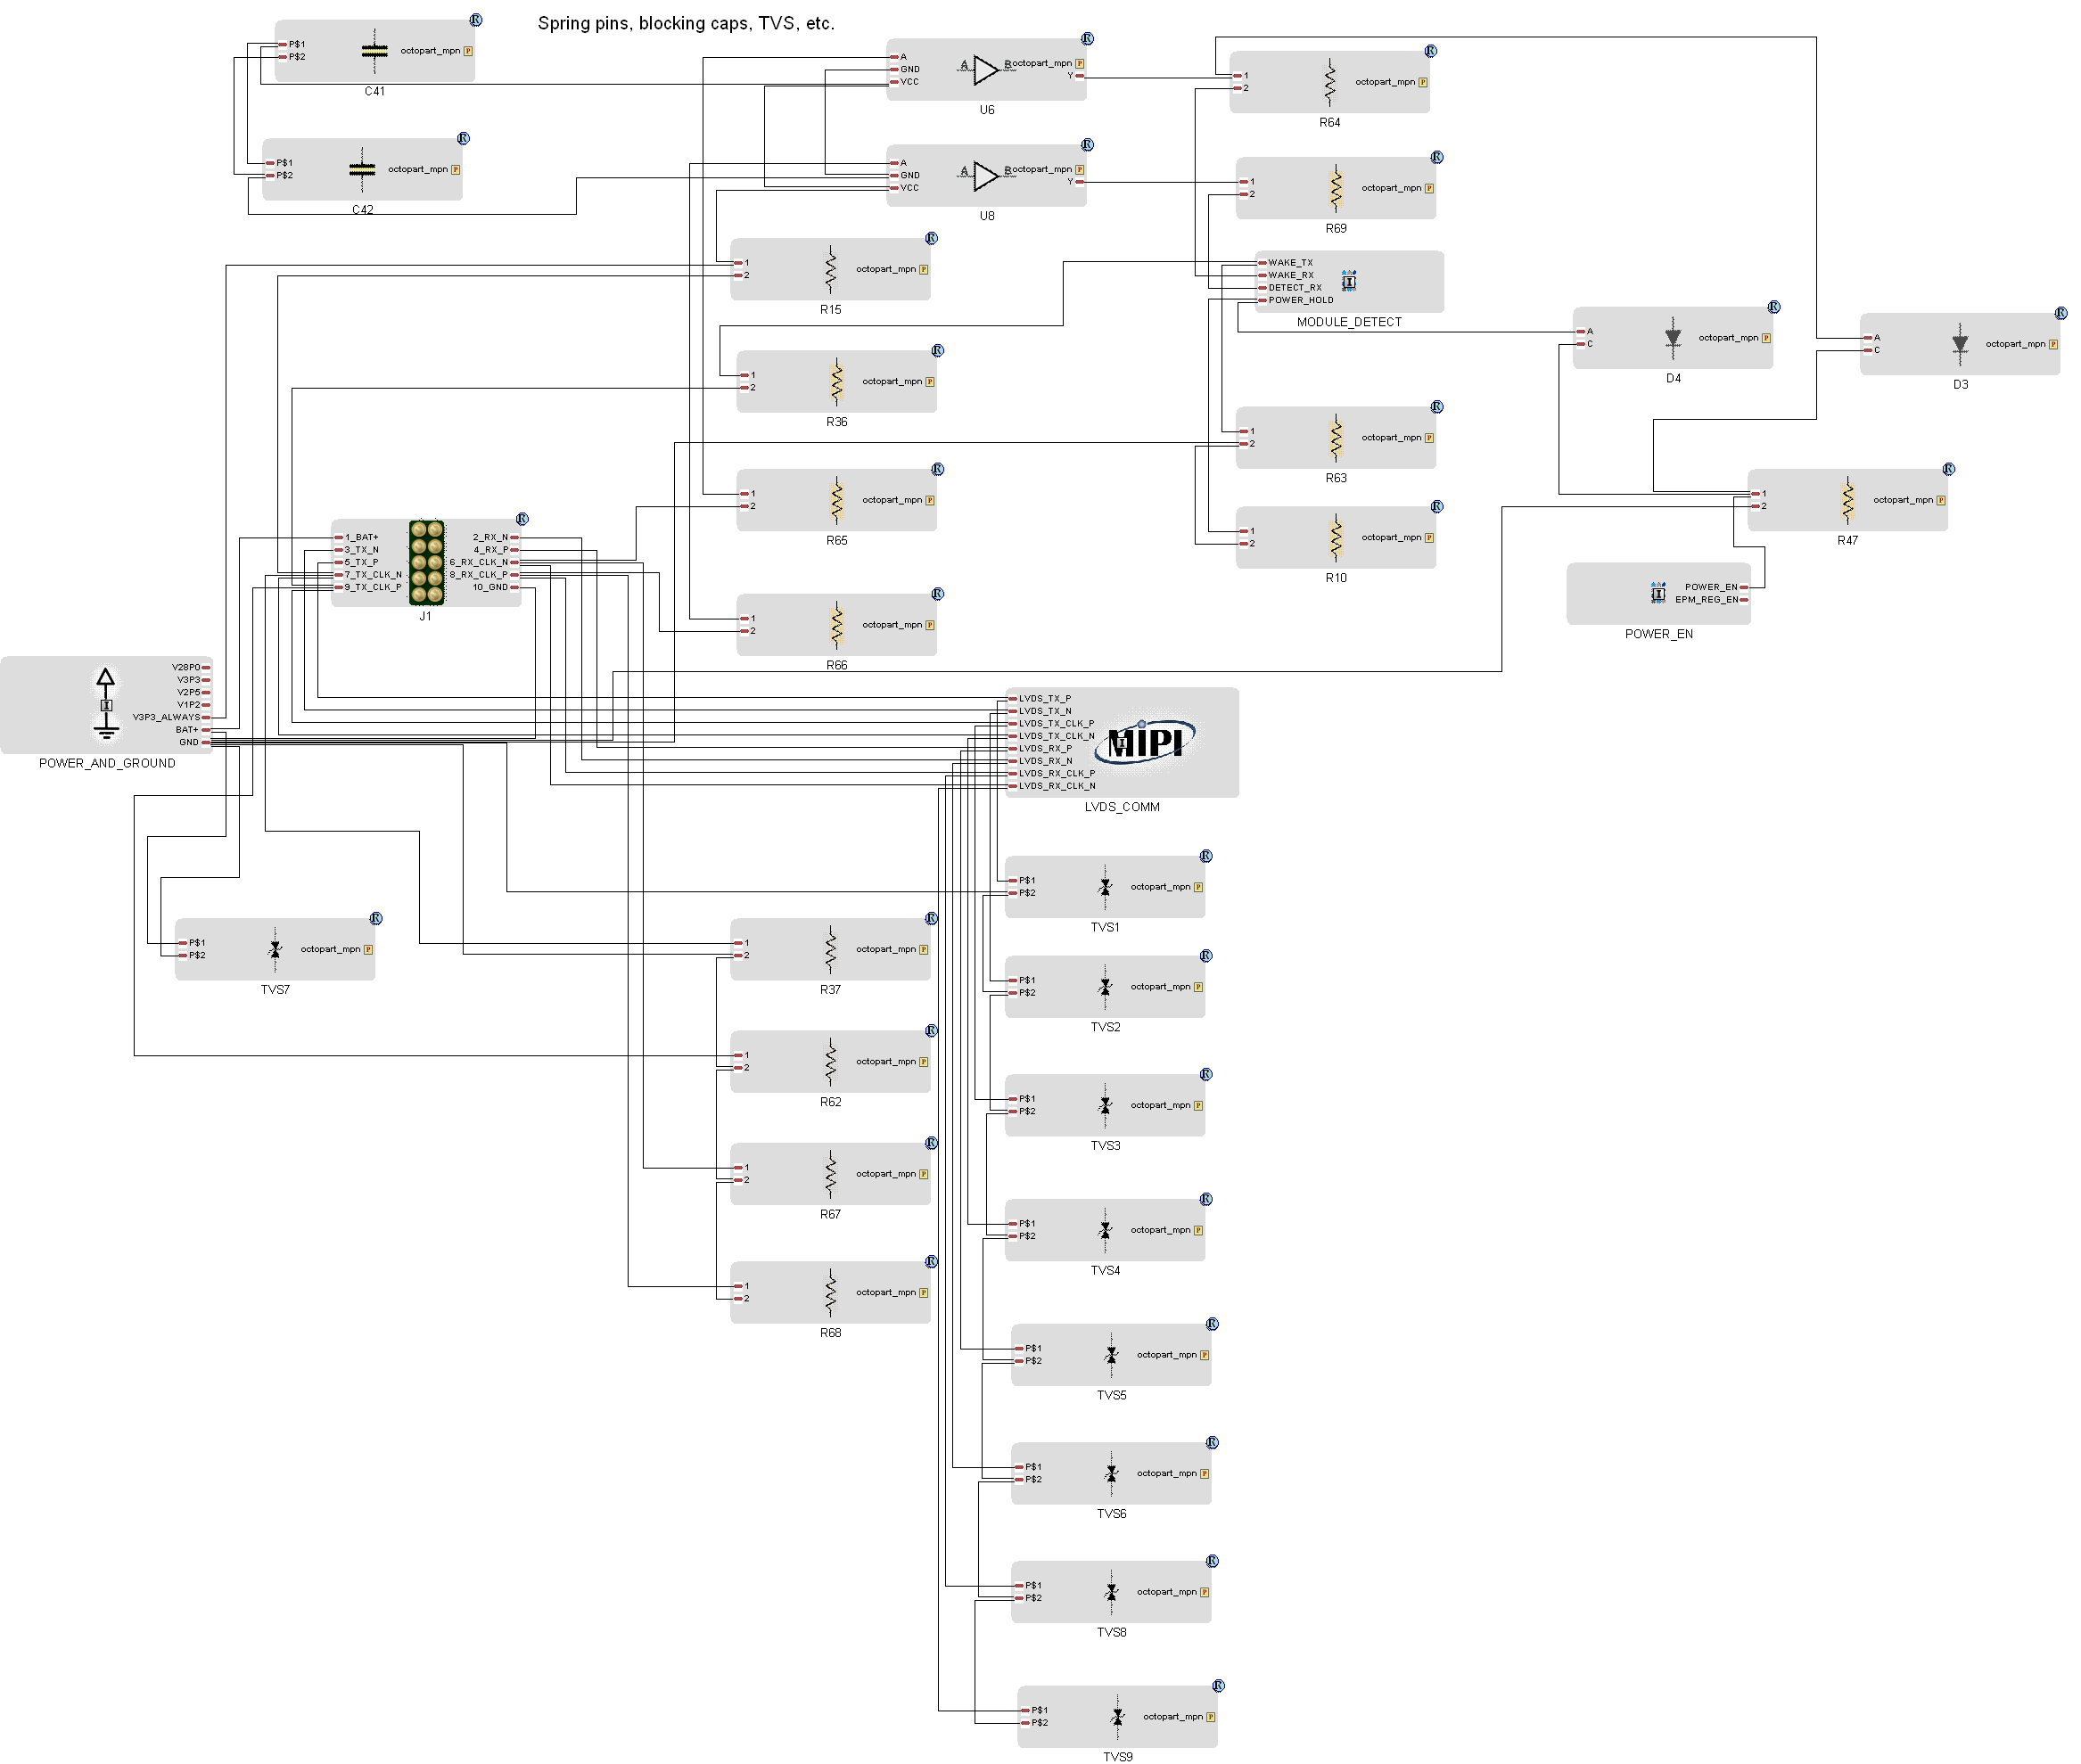 Spring pins, blocking caps, TVS, etc.
P$1
P$2
octopart_mpn P
R
C41
P$1
P$2
octopart_mpn P
R
C42
A
GND
VCC
A B
octopart_mpn P
Y
R
U6
A
GND
VCC
A B
octopart_mpn P
Y
R
U8
1
2
octopart_mpn P
R
R64
1
2
octopart_mpn P
R
R69
1
2
octopart_mpn P
R
R15
WAKE_TX
WAKE_RX
DETECT_RX
POWER_HOLD
I
MODULE_DETECT
A
C
octopart_mpn P
R
D4
A
C
octopart_mpn P
R
D3
1
2
octopart_mpn P
R
R36
1
2
octopart_mpn P
R
R63
1
2
octopart_mpn P
R
R65
1
2
octopart_mpn P
R
R10
1
2
octopart_mpn P
R
R47
1_BAT+
3_TX_N
5_TX_P
7_TX_CLK_N
9_TX_CLK_P
2_RX_N
4_RX_P
6_RX_CLK_N
8_RX_CLK_P
10_GND
R
J1
POWER_EN
EPM_REG_EN
I
POWER_EN
1
2
octopart_mpn P
R
R66
V28P0
V3P3
V2P5
V1P2
V3P3_ALWAYS
BAT+
GND
I
POWER_AND_GROUND
LVDS_TX_P
LVDS_TX_N
LVDS_TX_CLK_P
LVDS_TX_CLK_N
LVDS_RX_P
LVDS_RX_N
LVDS_RX_CLK_P
LVDS_RX_CLK_N
MIPI
I
LVDS_COMM
P$1
P$2
octopart_mpn P
R
TVS1
P$1
P$2
octopart_mpn P
R
TVS7
1
2
octopart_mpn P
R
R37
P$1
P$2
octopart_mpn P
R
TVS2
1
2
octopart_mpn P
R
R62
P$1
P$2
octopart_mpn P
R
TVS3
1
2
octopart_mpn P
R
R67
P$1
P$2
octopart_mpn P
R
TVS4
1
2
octopart_mpn P
R
R68
P$1
P$2
octopart_mpn P
R
TVS5
P$1
P$2
octopart_mpn P
R
TVS6
P$1
P$2
octopart_mpn P
R
TVS8
P$1
P$2
octopart_mpn P
R
TVS9